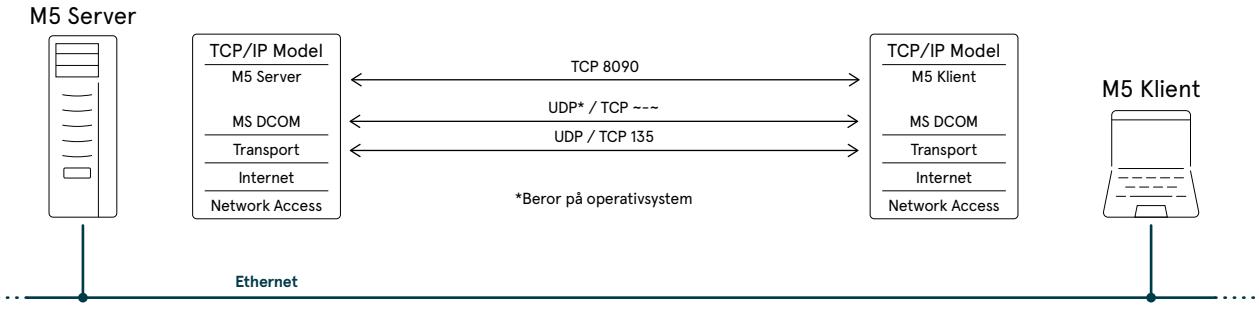 M5 Server
TCP/IP Model
M5 Server
MS DCOM
Transport
Internet
Network Access
TCP 8090
UDP* / TCP ~-~
UDP / TCP 135
*Beror på operativsystem
TCP/IP Model
M5 Klient
MS DCOM
Transport
Internet
Network Access
M5 Klient
Ethernet